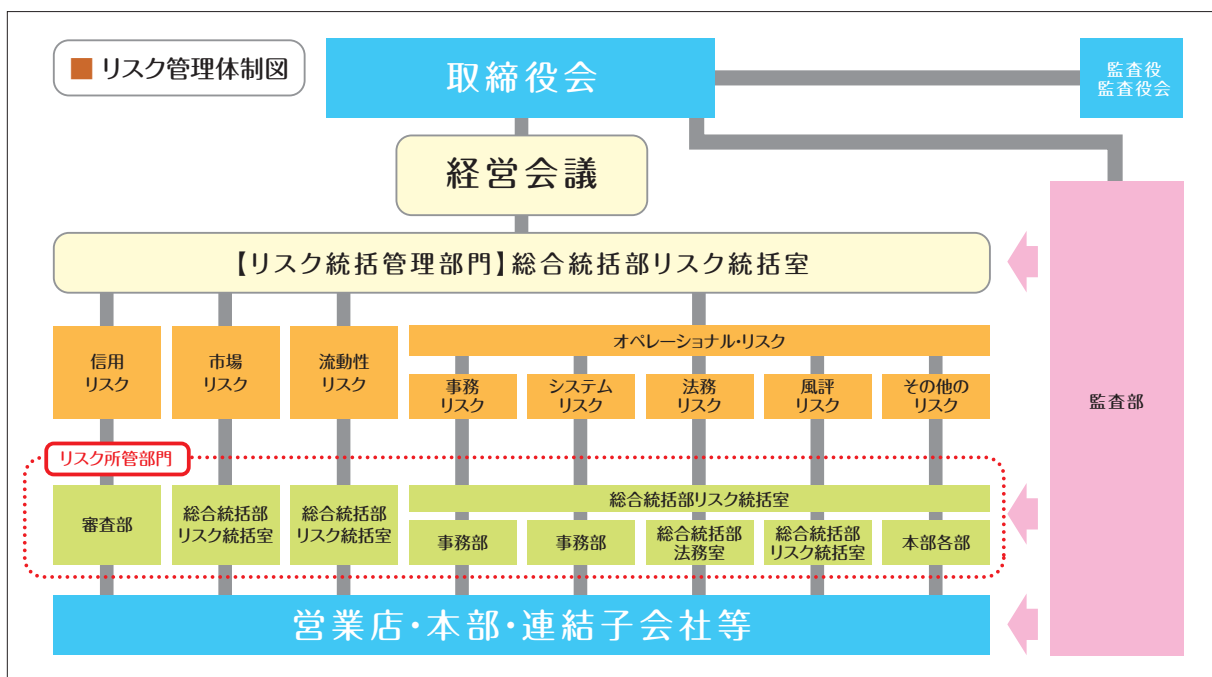 ■ リスク管理体制図
取締役会
監査役
監査役会
経営会議
【リスク統括管理部門】総合統括部リスク統括室
信用
リスク
市場
リスク
流動性
リスク
オペレーショナル・リスク
事務
リスク
システム
リスク
法務
リスク
風評
リスク
その他の
リスク
監査部
リスク所管部門
審査部
総合統括部
リスク統括室
総合統括部
リスク統括室
総合統括部リスク統括室
事務部
事務部
総合統括部
法務室
総合統括部
リスク統括室
本部各部
営業店・本部・連結子会社等